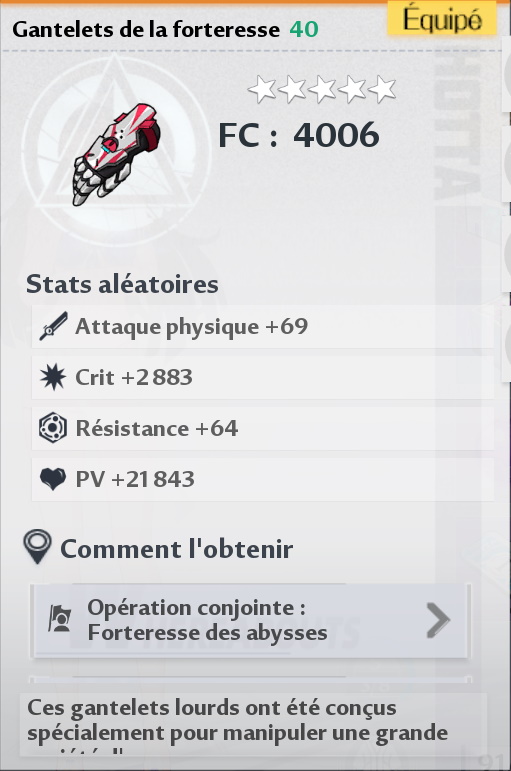 Gantelets de la forteresse 40
Équipé
FC : 4006
Stats aléatoires
Attaque physique +69
Crit +2 883
Résistance +64
PV +21 843
Comment l'obtenir
Opération conjointe :
Forteresse des abysses
Ces gantelets lourds ont été conçus
spécialement pour manipuler une grande